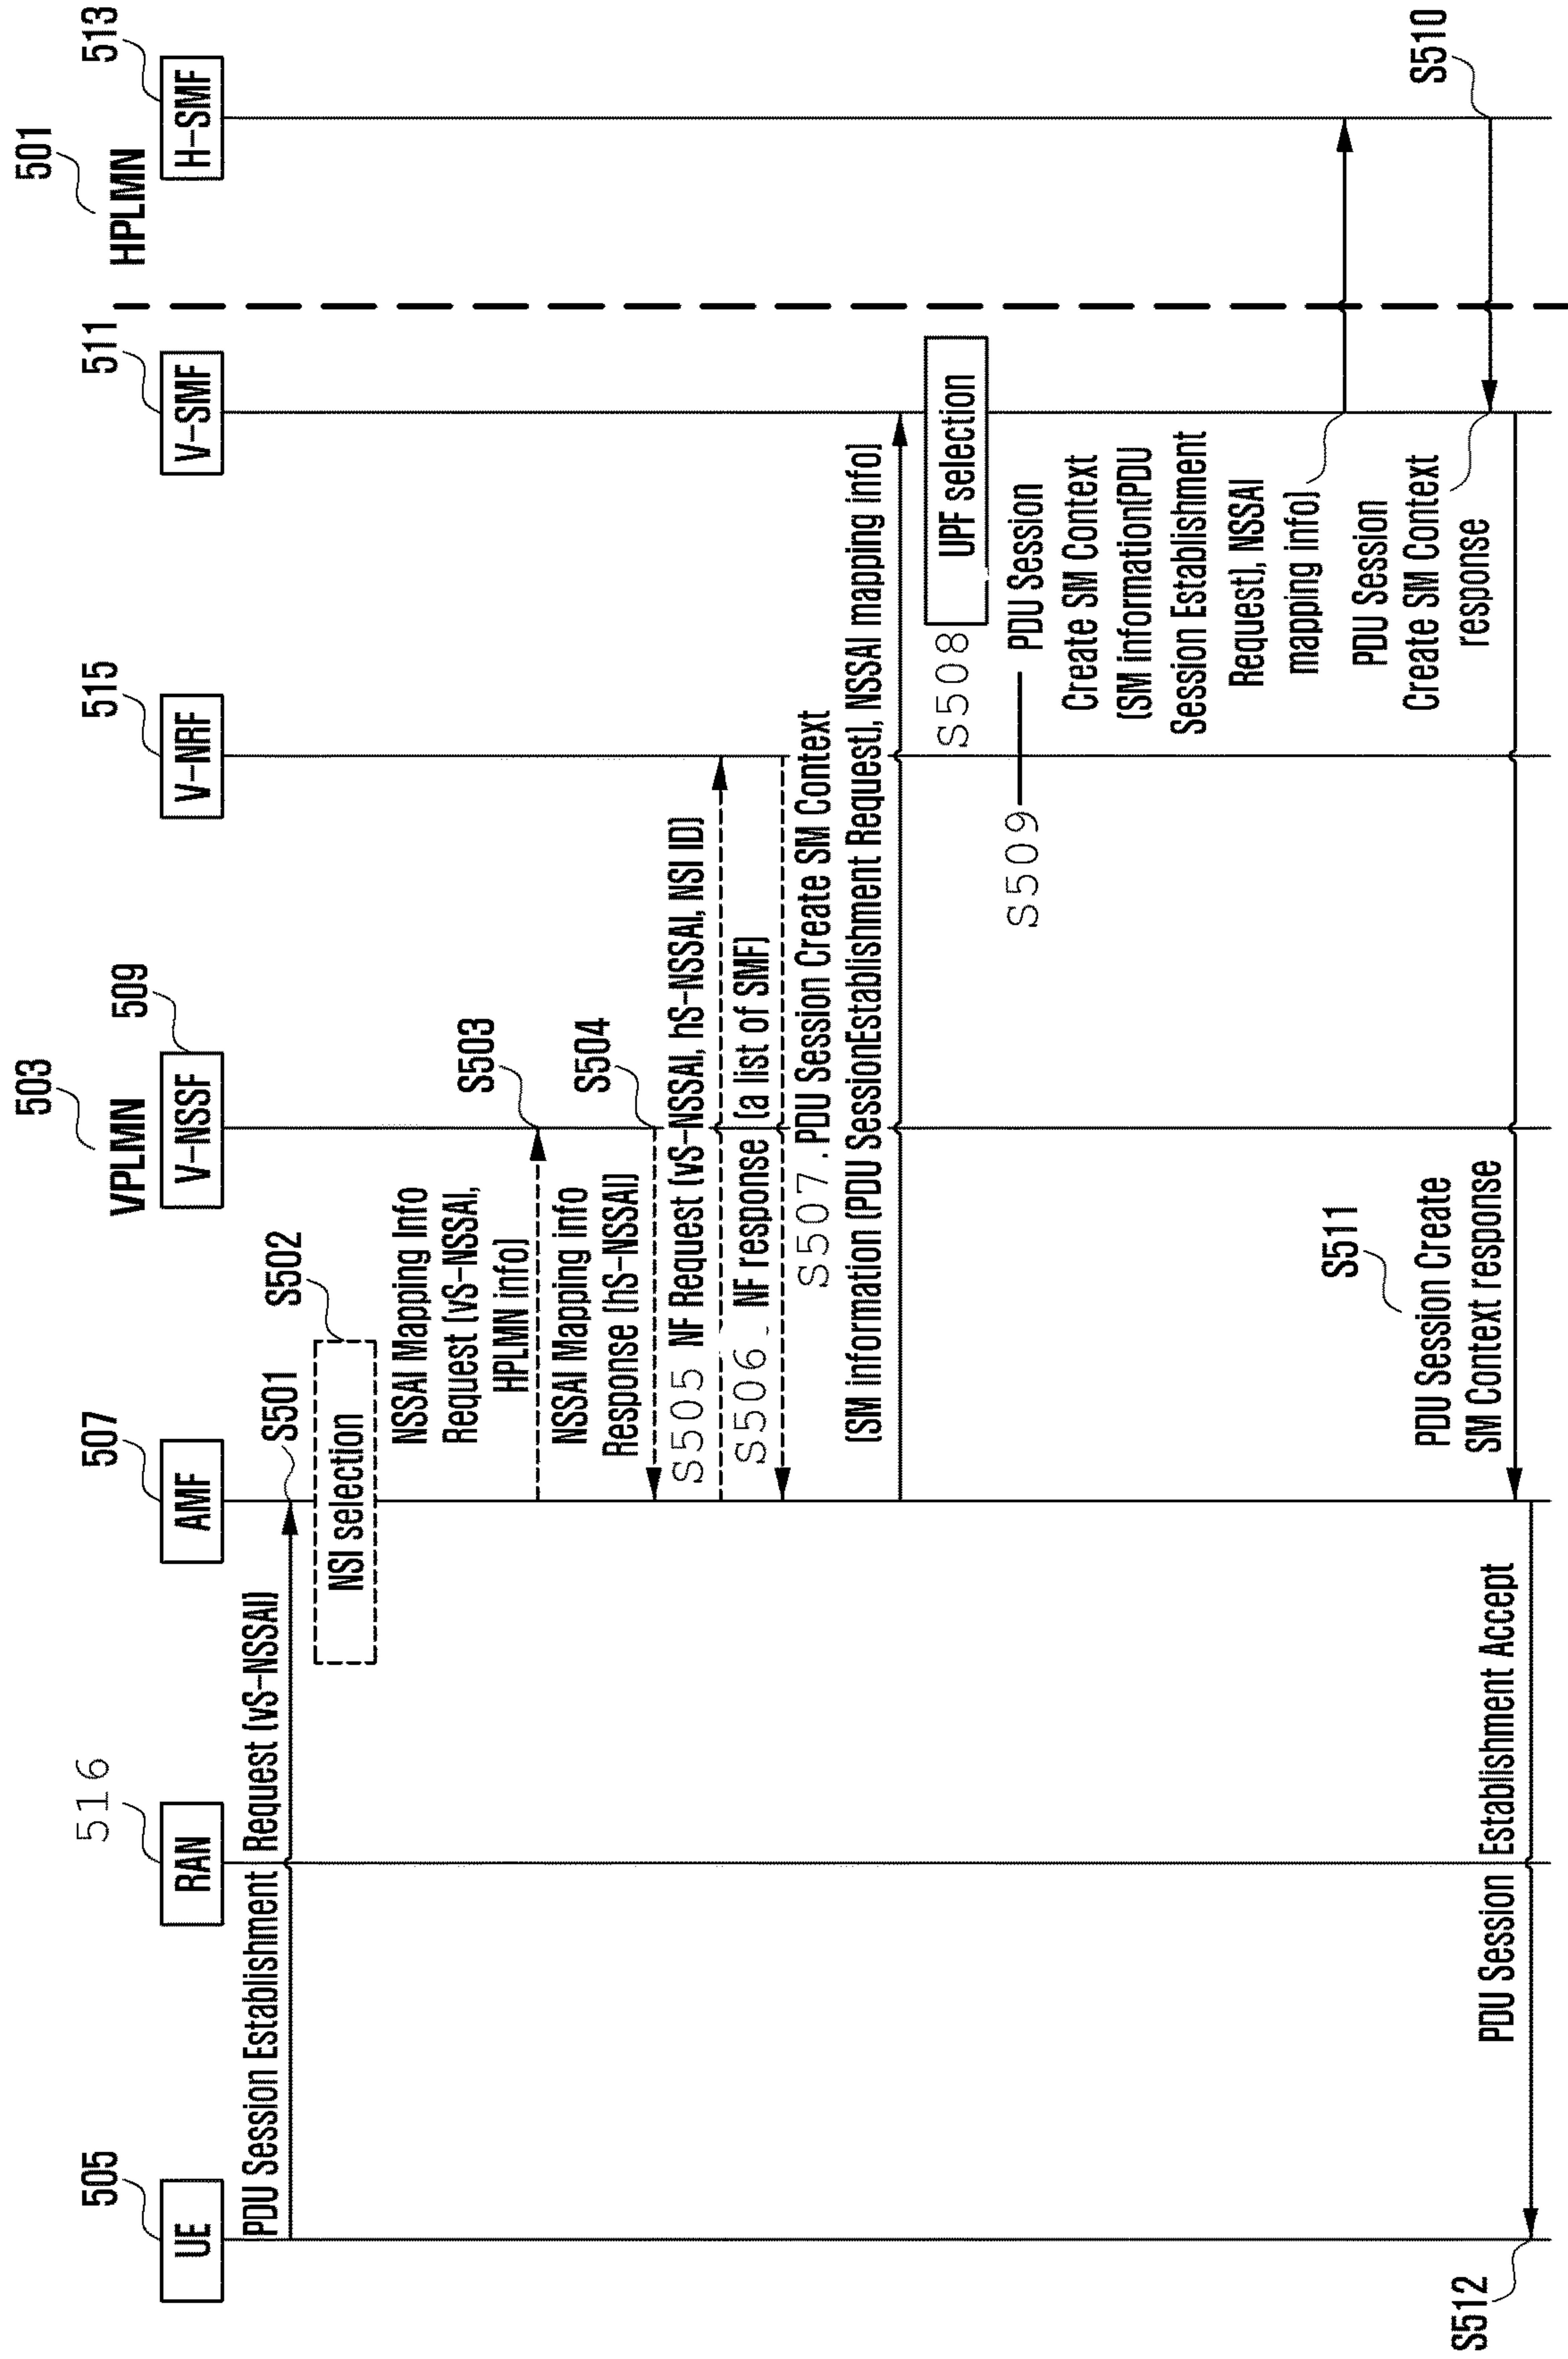 503
VPLMN
501
HPLMN
505
UE
516
RAN
507
AMF
509
V-NSSF
515
V-NRF
511
V-SMF
513
H-SMF
PDU Session Establishment Request (vS-NSSAI)
S501
NSI selection
S502
NSSAI Mapping Info
Request (vS-NSSAI,
HPLMN info)
S503
NSSAI Mapping info
Response (hS-NSSAI)
S504
S505 NF Request (vS-NSSAI, hS-NSSAI, NSI ID)
S506. NF response (a list of SMF)
S507. PDU Session Create SM Context
(SM information (PDU SessionEstablishment Request), NSSAI mapping info)
S508
UPF selection
S509
PDU Session
Create SM Context
(SM information(PDU
Session Establishment
Request), NSSAI
mapping info)
PDU Session
Create SM Context
response
S510
S511
PDU Session Create
SM Context response
PDU Session Establishment Accept
S512